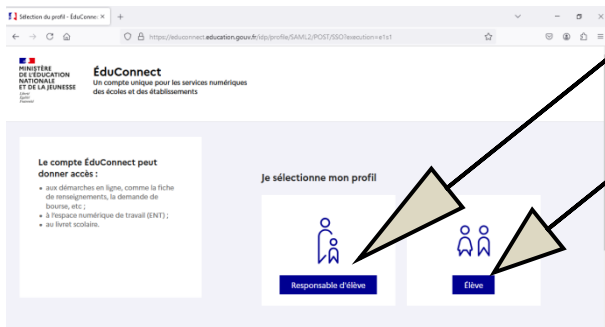 Sélection du profil - ÉduConne
https://educonnect.education.gouv.fr/idp/profile/SAML2/POST/SSO?execution=e1s1
MINISTÈRE
DE L'ÉDUCATION
NATIONALE
ET DE LA JEUNESSE
Liberté
Égalité
Fraternité
ÉduConnect
Un compte unique pour les services numériques
des écoles et des établissements
Le compte ÉduConnect peut
donner accès :
• aux démarches en ligne, comme la fiche
de renseignements, la demande de
bourse, etc ;
• à l'espace numérique de travail (ENT) ;
• au livret scolaire.
Je sélectionne mon profil
Responsable d'élève
Élève